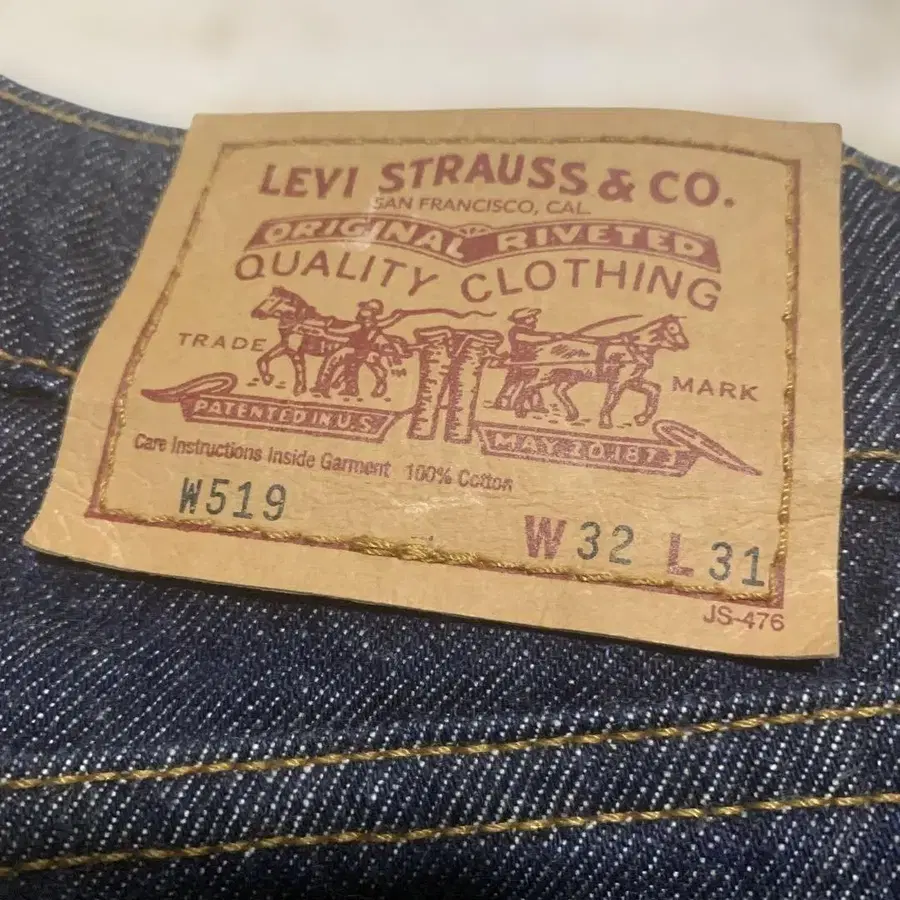 LEVI STRAUSS & CO.
SAN FRANCISCO, CAL.
ORIGINAL RIVETED
QUALITY CLOTHING
TRADE MARK
PATENTED IN U.S. MAY 20 1873
Care Instructions Inside Garment 100% Cotton
W519 W 32 L 31
JS-476